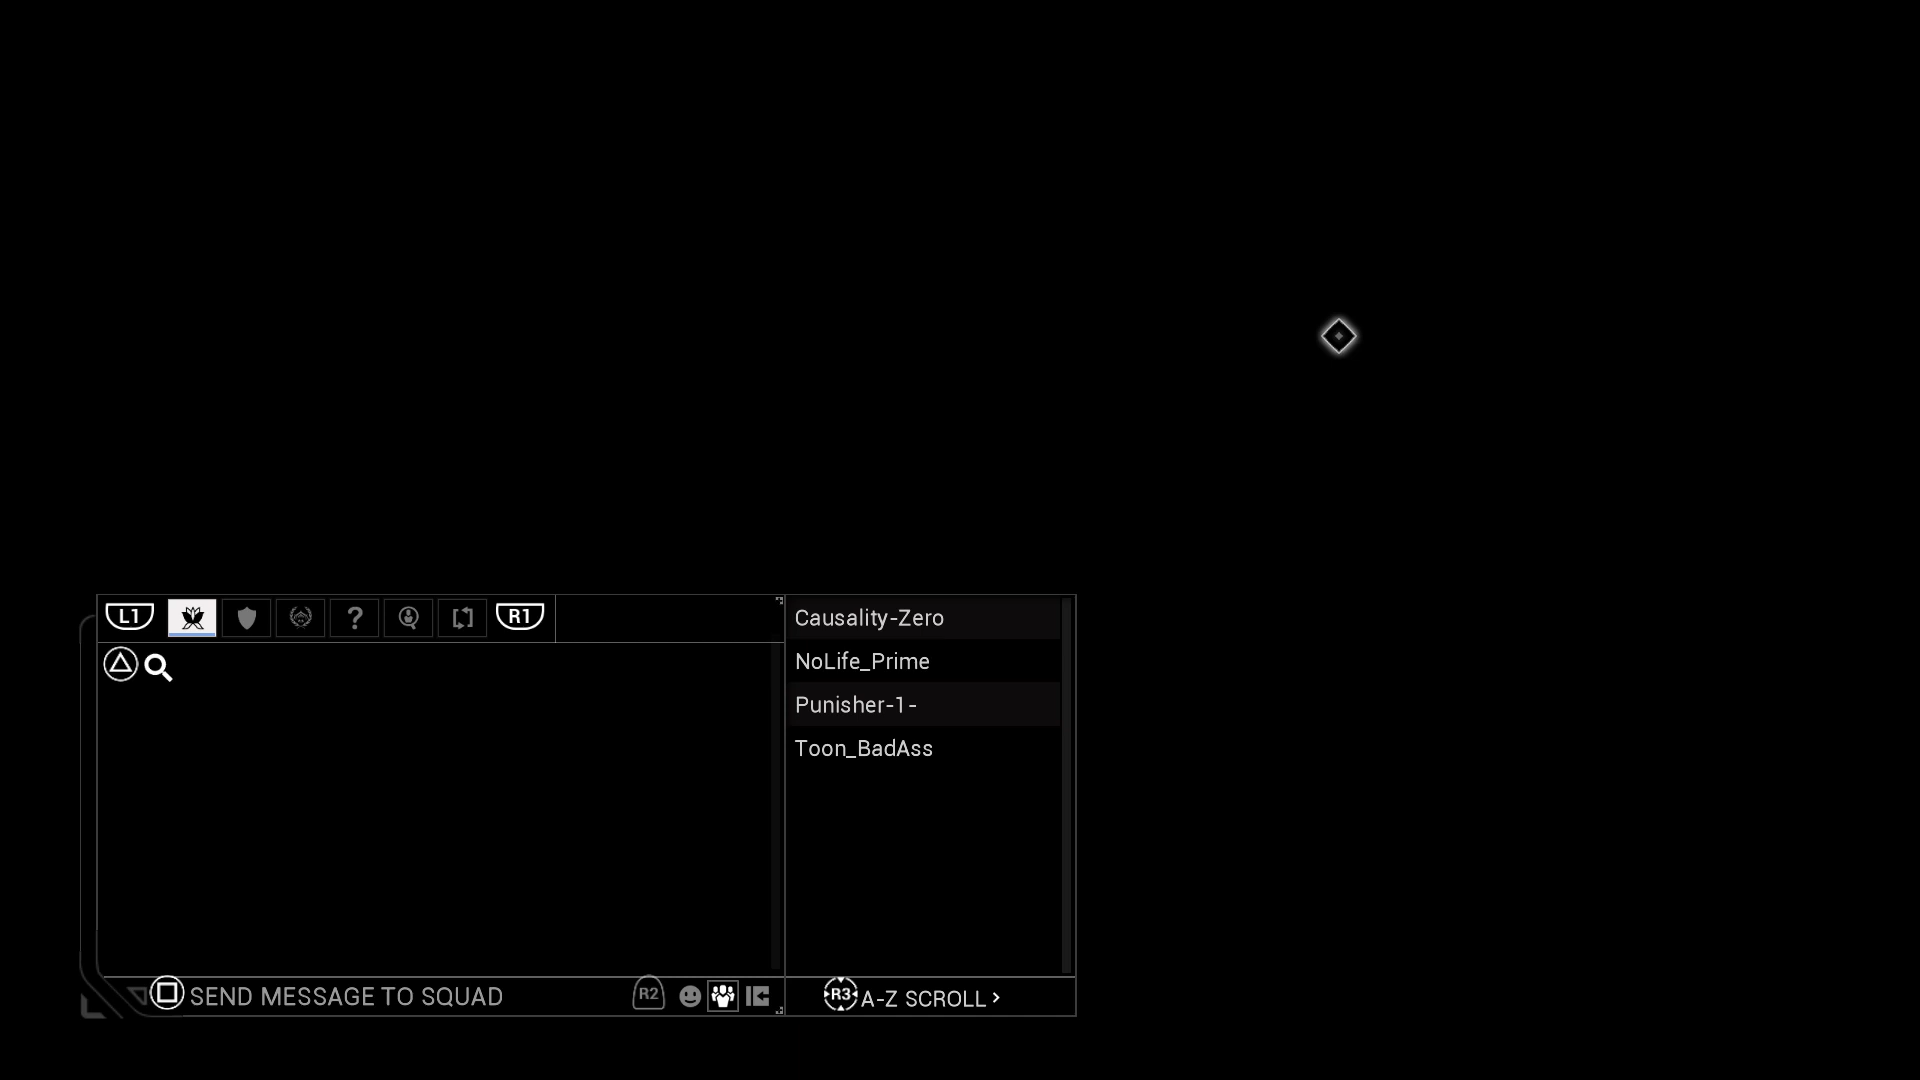 L1 ? R1
Causality-Zero
NoLife_Prime
Punisher-1-
Toon_BadAss
SEND MESSAGE TO SQUAD
R2
R3 A-Z SCROLL >